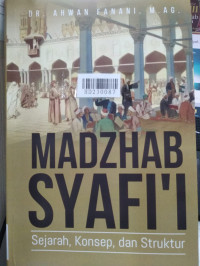 DR. AHWAN FANANI, M.AG.
MADZHAB
SYAFI'I
Sejarah, Konsep, dan Struktur